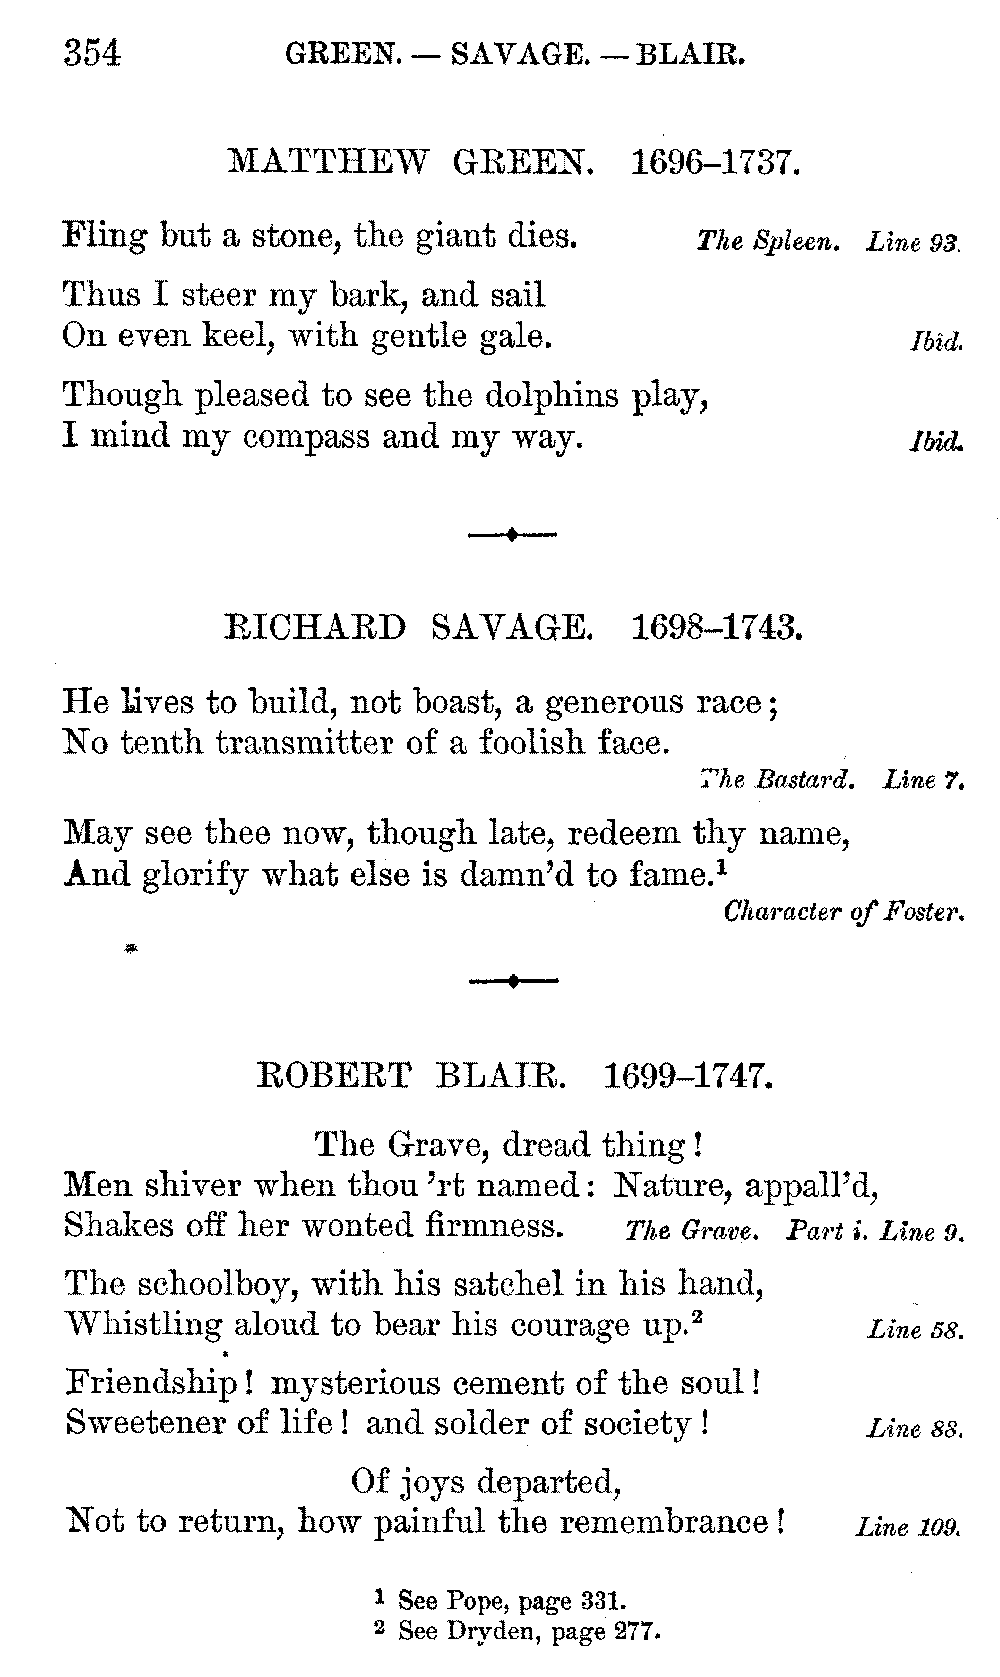 354 GREEN. — SAVAGE. — BLAIR.
MATTHEW GREEN. 1696–1737.
Fling but a stone, the giant dies. The Spleen. Line 93.
Thus I steer my bark, and sail
On even keel, with gentle gale. Ibid.
Though pleased to see the dolphins play,
I mind my compass and my way. Ibid.
RICHARD SAVAGE. 1698–1743.
He lives to build, not boast, a generous race;
No tenth transmitter of a foolish face.
The Bastard. Line 7.
May see thee now, though late, redeem thy name,
And glorify what else is damn'd to fame.¹
Character of Foster.
ROBERT BLAIR. 1699–1747.
The Grave, dread thing!
Men shiver when thou 'rt named: Nature, appall'd,
Shakes off her wonted firmness. The Grave. Part i. Line 9.
The schoolboy, with his satchel in his hand,
Whistling aloud to bear his courage up.² Line 58.
Friendship! mysterious cement of the soul!
Sweetener of life! and solder of society! Line 88.
Of joys departed,
Not to return, how painful the remembrance! Line 109.
¹ See Pope, page 331.
² See Dryden, page 277.